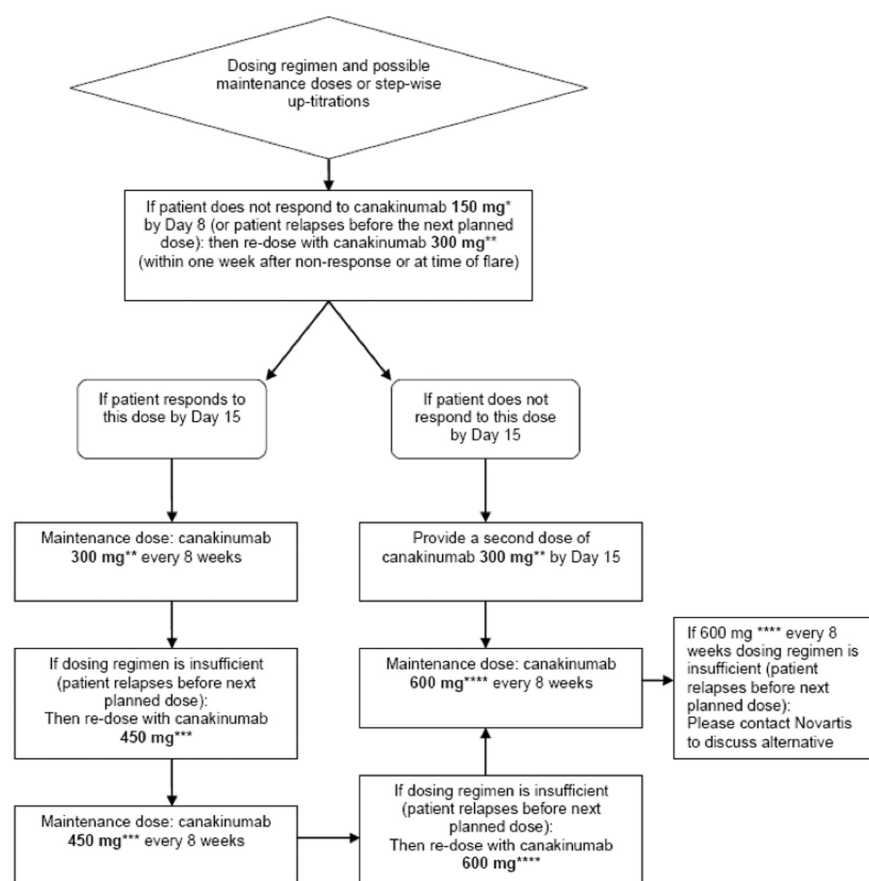 Dosing regimen and possible
maintenance doses or step-wise
up-titrations
If patient does not respond to canakinumab 150 mg*
by Day 8 (or patient relapses before the next planned
dose): then re-dose with canakinumab 300 mg**
(within one week after non-response or at time of flare)
If patient responds to
this dose by Day 15
If patient does not
respond to this dose
by Day 15
Maintenance dose: canakinumab
300 mg** every 8 weeks
Provide a second dose of
canakinumab 300 mg** by Day 15
If dosing regimen is insufficient
(patient relapses before next
planned dose):
Then re-dose with canakinumab
450 mg***
Maintenance dose: canakinumab
600 mg**** every 8 weeks
If 600 mg **** every 8
weeks dosing regimen is
insufficient (patient
relapses before next
planned dose):
Please contact Novartis
to discuss alternative
Maintenance dose: canakinumab
450 mg*** every 8 weeks
If dosing regimen is insufficient
(patient relapses before next
planned dose):
Then re-dose with canakinumab
600 mg****